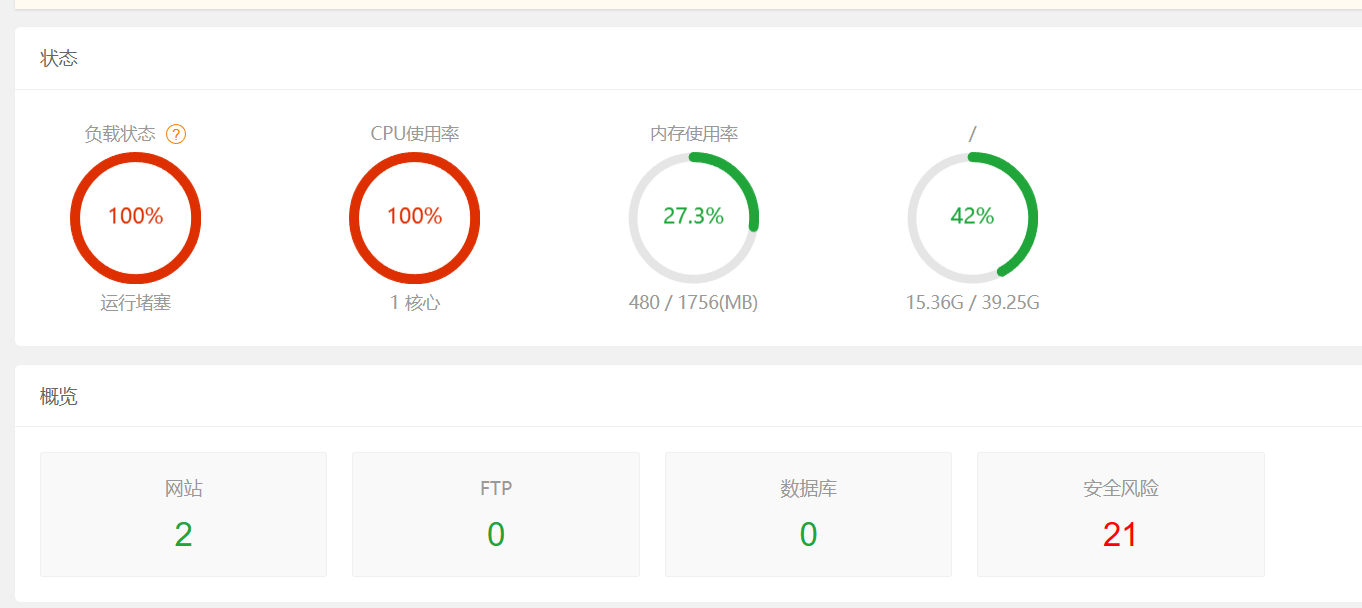 状态
负载状态 ?
CPU使用率
内存使用率
/
100%
100%
27.3%
42%
运行堵塞
1 核心
480 / 1756(MB)
15.36G / 39.25G
概览
网站
FTP
数据库
安全风险
2
0
0
21